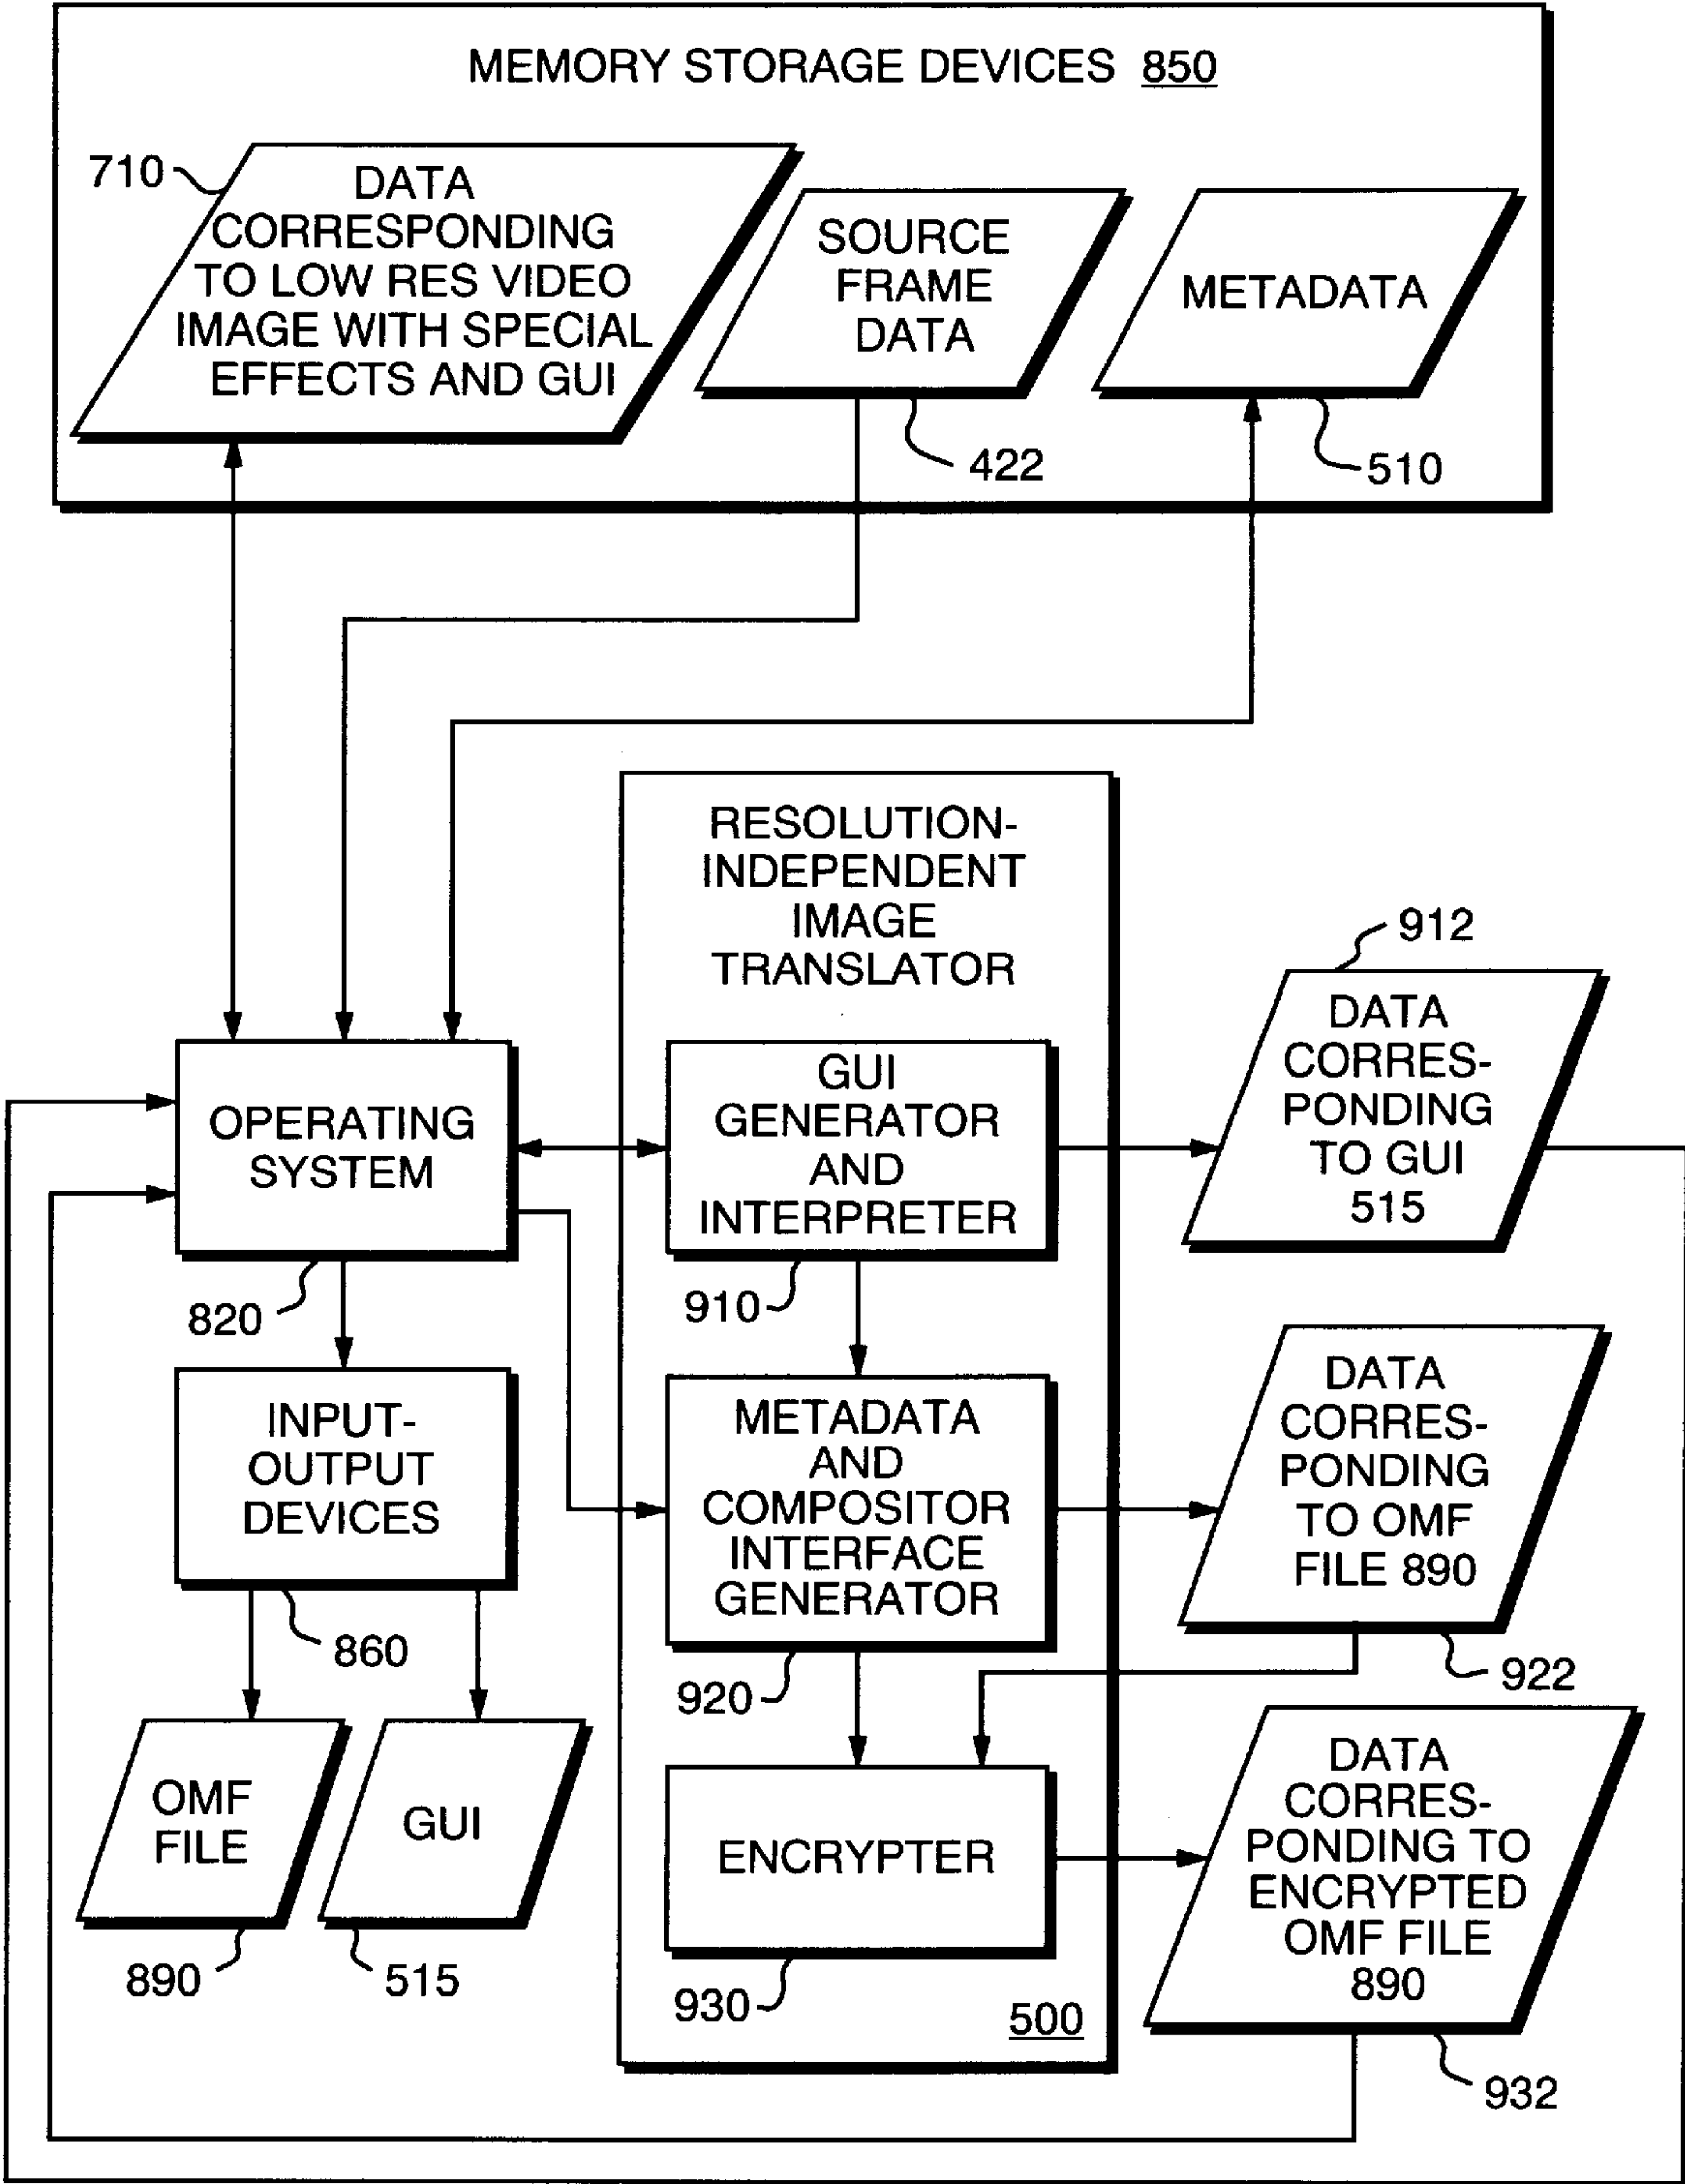 MEMORY STORAGE DEVICES 850
710
DATA
CORRESPONDING
TO LOW RES VIDEO
IMAGE WITH SPECIAL
EFFECTS AND GUI
SOURCE
FRAME
DATA
METADATA
422
510
RESOLUTION-
INDEPENDENT
IMAGE
TRANSLATOR
912
DATA
CORRES-
PONDING
TO GUI
515
OPERATING
SYSTEM
GUI
GENERATOR
AND
INTERPRETER
820
910
INPUT-
OUTPUT
DEVICES
METADATA
AND
COMPOSITOR
INTERFACE
GENERATOR
DATA
CORRES-
PONDING
TO OMF
FILE 890
860
920
922
OMF
FILE
GUI
ENCRYPTER
DATA
CORRES-
PONDING TO
ENCRYPTED
OMF FILE
890
890
515
930
500
932